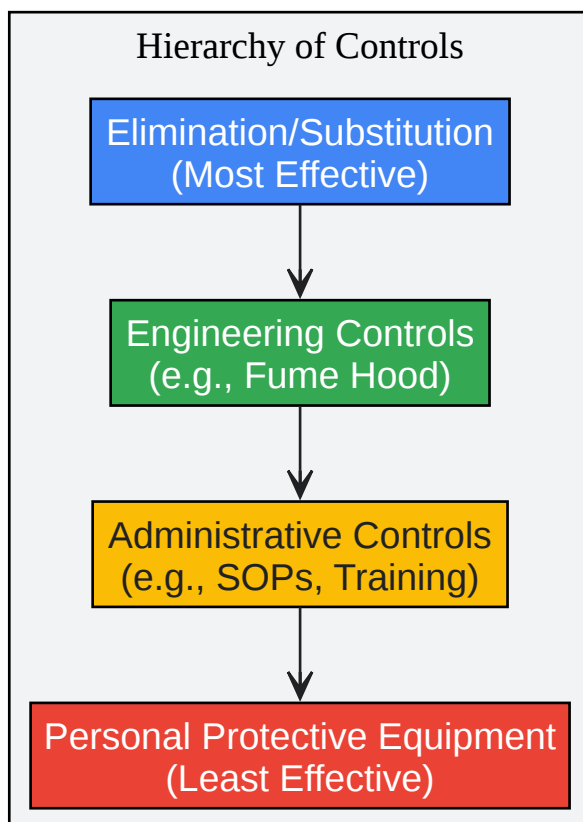 Hierarchy of Controls
Elimination/Substitution
(Most Effective)
Engineering Controls
(e.g., Fume Hood)
Administrative Controls
(e.g., SOPs, Training)
Personal Protective Equipment
(Least Effective)